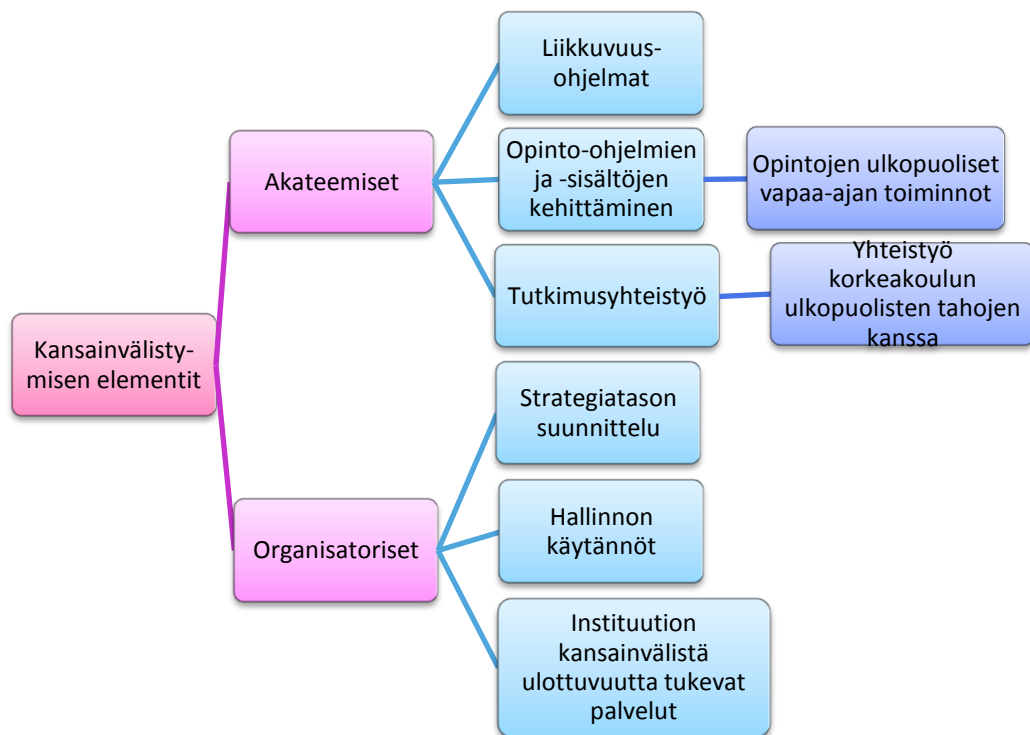 Kansainvälisty-
misen elementit
Akateemiset
Liikkuvuus-
ohjelmat
Opinto-ohjelmien
ja -sisältöjen
kehittäminen
Opintojen ulkopuoliset
vapaa-ajan toiminnot
Tutkimusyhteistyö
Yhteistyö
korkeakoulun
ulkopuolisten tahojen
kanssa
Organisatoriset
Strategiatason
suunnittelu
Hallinnon
käytännöt
Instituution
kansainvälistä
ulottuvuutta tukevat
palvelut